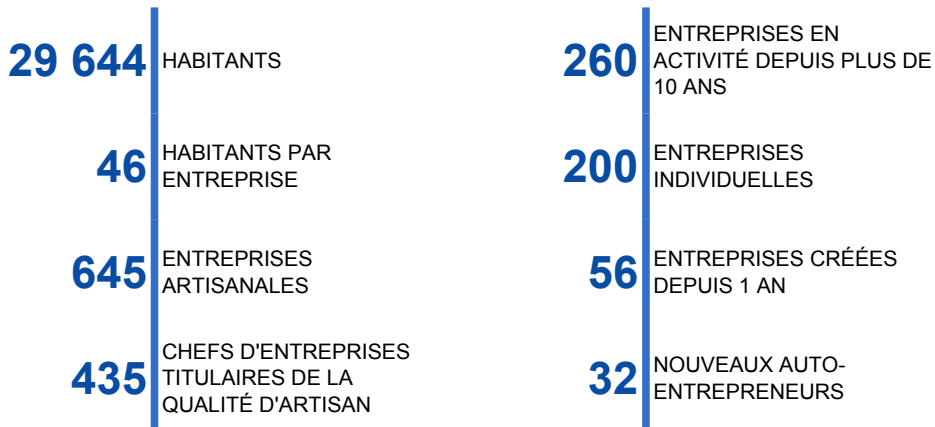 29 644
HABITANTS
46
HABITANTS PAR
ENTREPRISE
645
ENTREPRISES
ARTISANALES
435
CHEFS D'ENTREPRISES
TITULAIRES DE LA
QUALITÉ D'ARTISAN
260
ENTREPRISES EN
ACTIVITÉ DEPUIS PLUS DE
10 ANS
200
ENTREPRISES
INDIVIDUELLES
56
ENTREPRISES CRÉÉES
DEPUIS 1 AN
32
NOUVEAUX AUTO-
ENTREPRENEURS